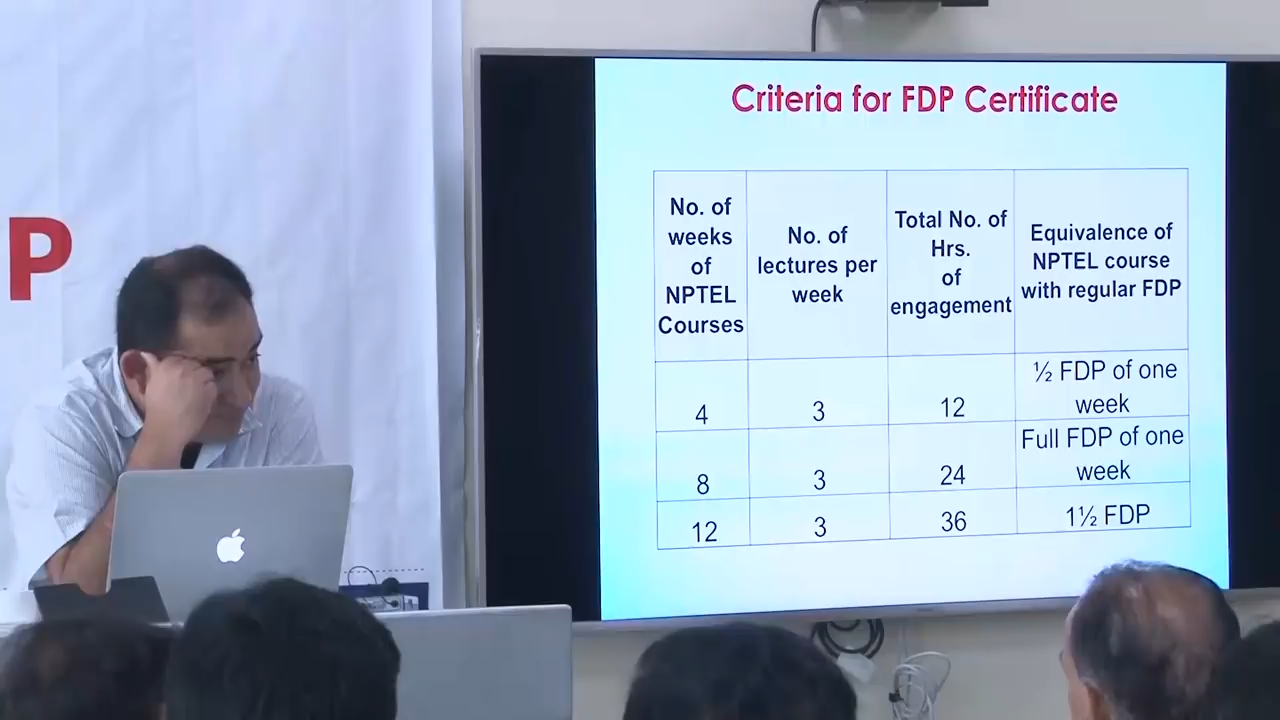 P
Criteria for FDP Certificate
No. of
weeks
of
NPTEL
Courses
No. of
lectures per
week
Total No. of
Hrs.
of
engagement
Equivalence of
NPTEL course
with regular FDP
4
3
12
½ FDP of one
week
8
3
24
Full FDP of one
week
12
3
36
1½ FDP